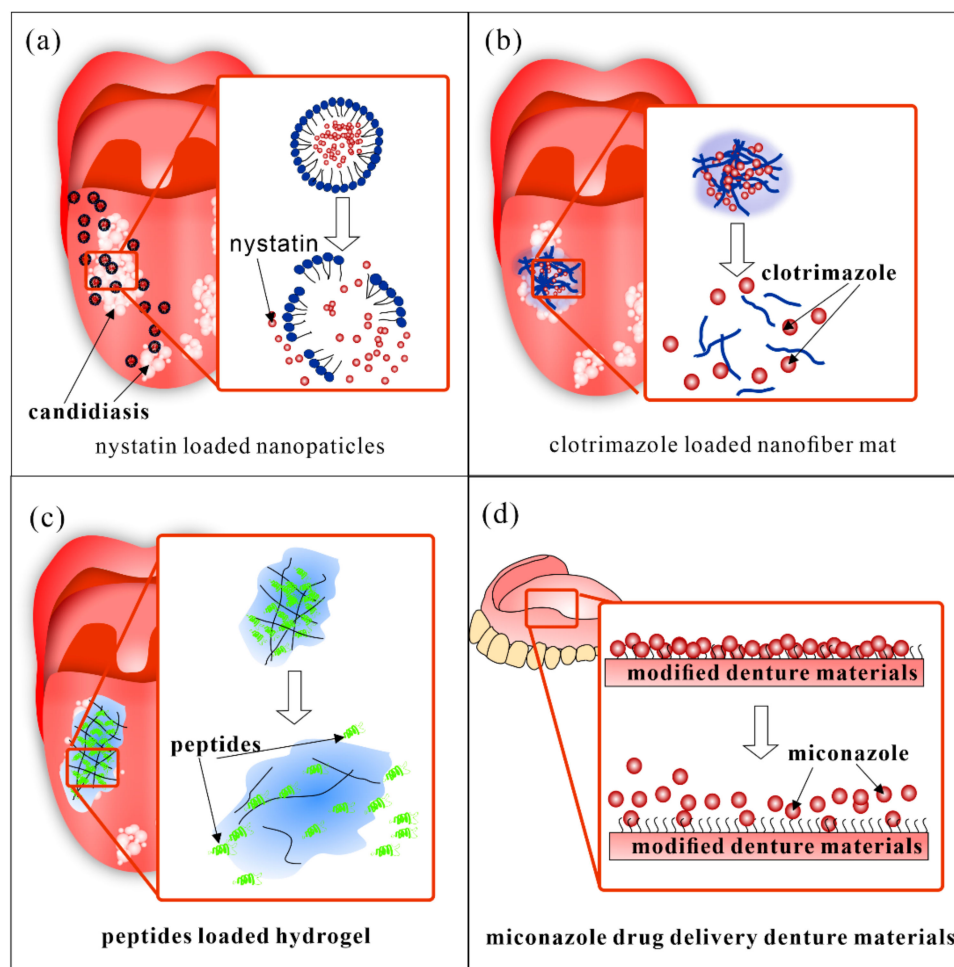 (a)
nystatin
candidiasis
nystatin loaded nanopaticles
(b)
clotrimazole
clotrimazole loaded nanofiber mat
(c)
peptides
peptides loaded hydrogel
(d)
modified denture materials
miconazole
modified denture materials
miconazole drug delivery denture materials